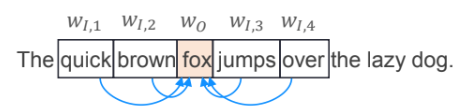 w_{I,1} w_{I,2} w_O w_{I,3} w_{I,4}
The quick brown fox jumps over the lazy dog.